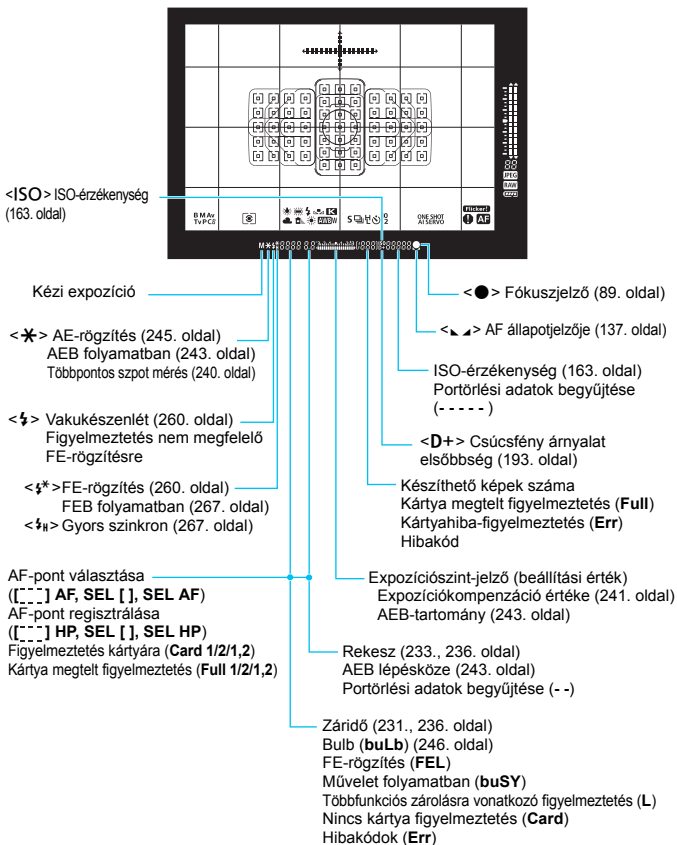 88
JPEG
RAW
<ISO> ISO-érzékenység
(163. oldal)
B M Av
Tv P C3
K
AWB W
S
2
ONE SHOT
AI SERVO
Flicker!
AF
M
Kézi expozíció
<●> Fókuszjelző (89. oldal)
<◣ ◢> AF állapotjelzője (137. oldal)
<✱> AE-rögzítés (245. oldal)
AEB folyamatban (243. oldal)
Többpontos szpot mérés (240. oldal)
ISO-érzékenység (163. oldal)
Portörlési adatok begyűjtése
(- - - - - )
<⚡> Vakukészenlét (260. oldal)
Figyelmeztetés nem megfelelő
FE-rögzítésre
<D+> Csúcsfény árnyalat
elsőbbség (193. oldal)
<⚡*>FE-rögzítés (260. oldal)
FEB folyamatban (267. oldal)
<⚡H> Gyors szinkron (267. oldal)
Készíthető képek száma
Kártya megtelt figyelmeztetés (Full)
Kártyahiba-figyelmeztetés (Err)
Hibakód
AF-pont választása
([- - -] AF, SEL [ ], SEL AF)
AF-pont regisztrálása
([- - -] HP, SEL [ ], SEL HP)
Figyelmeztetés kártyára (Card 1/2/1,2)
Kártya megtelt figyelmeztetés (Full 1/2/1,2)
Expozíciószint-jelző (beállítási érték)
Expozíciókompenzáció értéke (241. oldal)
AEB-tartomány (243. oldal)
Rekesz (233., 236. oldal)
AEB lépésköze (243. oldal)
Portörlési adatok begyűjtése (- -)
Záridő (231., 236. oldal)
Bulb (buLb) (246. oldal)
FE-rögzítés (FEL)
Művelet folyamatban (buSY)
Többfunkciós zárolásra vonatkozó figyelmeztetés (L)
Nincs kártya figyelmeztetés (Card)
Hibakódok (Err)